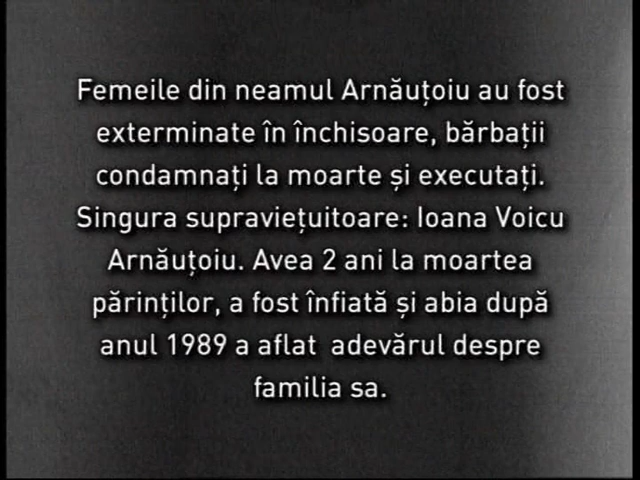 Femeile din neamul Arnăuțoiu au fost
exterminate în închisoare, bărbații
condamnați la moarte și executați.
Singura supraviețuitoare: Ioana Voicu
Arnăuțoiu. Avea 2 ani la moartea
părinților, a fost înfiată și abia după
anul 1989 a aflat  adevărul despre
familia sa.